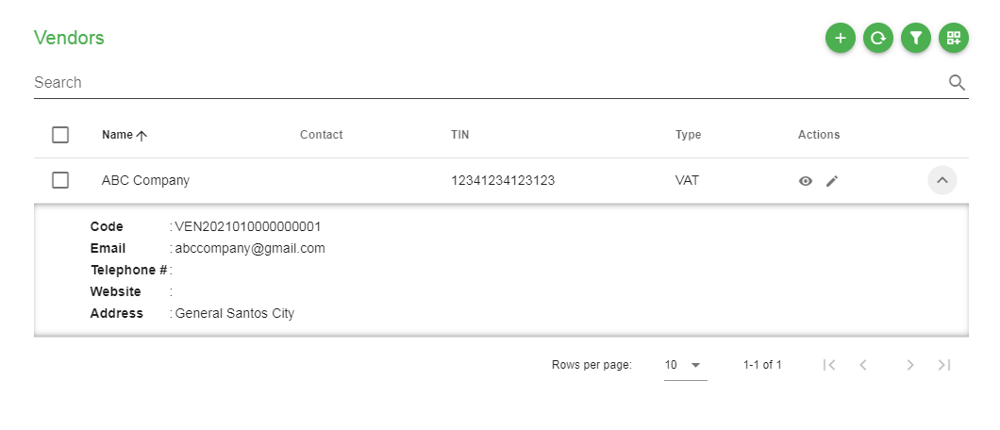 Vendors
Search
Name Contact TIN Type Actions
ABC Company 12341234123123 VAT
Code : VEN2021010000000001
Email : abccompany@gmail.com
Telephone # :
Website :
Address : General Santos City
Rows per page: 10 1-1 of 1